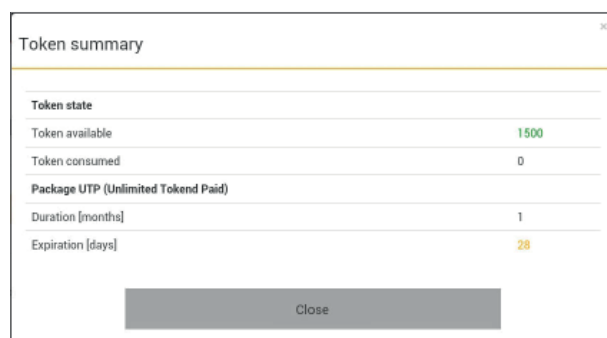 ×
Token summary
Token state
Token available 1500
Token consumed 0
Package UTP (Unlimited Tokend Paid)
Duration [months] 1
Expiration [days] 28
Close